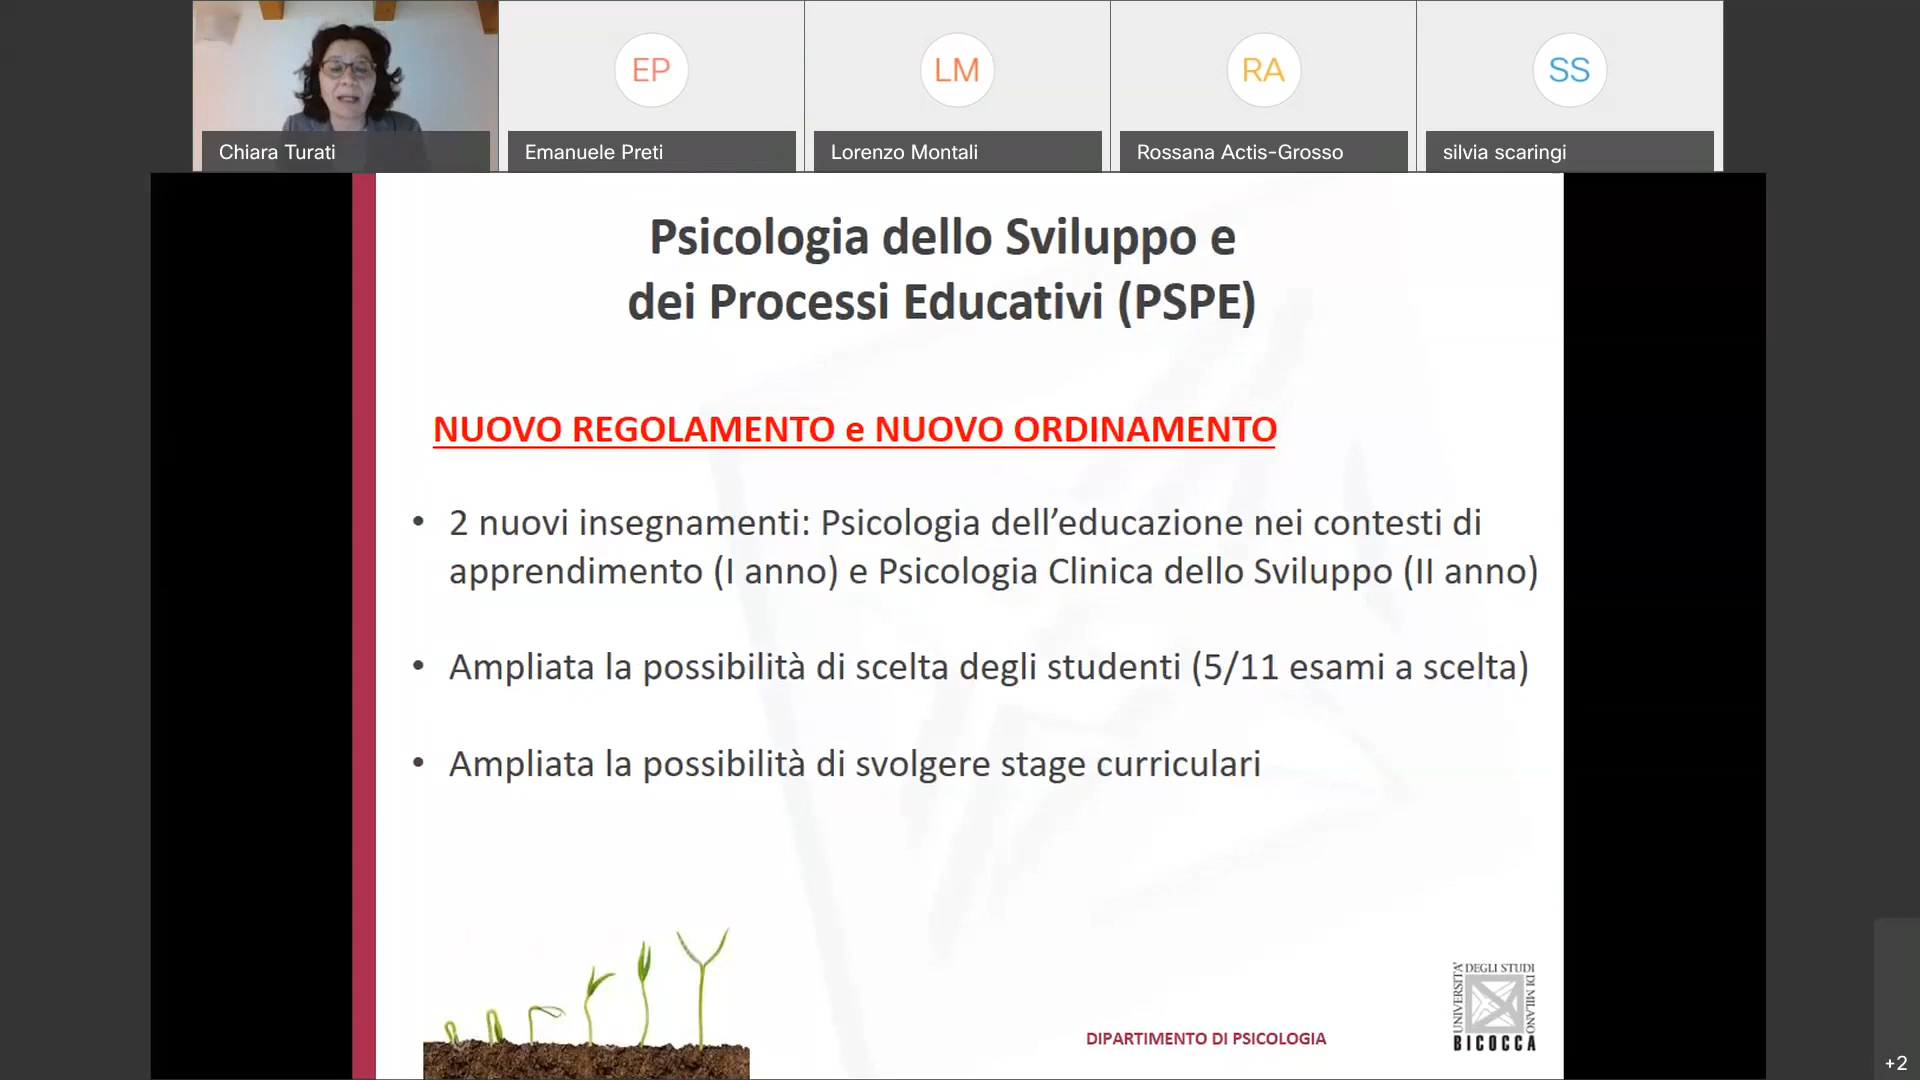 EP
LM
RA
SS
Chiara Turati
Emanuele Preti
Lorenzo Montali
Rossana Actis-Grosso
silvia scaringi
Psicologia dello Sviluppo e
dei Processi Educativi (PSPE)
NUOVO REGOLAMENTO e NUOVO ORDINAMENTO
• 2 nuovi insegnamenti: Psicologia dell’educazione nei contesti di
apprendimento (I anno) e Psicologia Clinica dello Sviluppo (II anno)
• Ampliata la possibilità di scelta degli studenti (5/11 esami a scelta)
• Ampliata la possibilità di svolgere stage curriculari
DIPARTIMENTO DI PSICOLOGIA
UNIVERSITA'
DEGLI STUDI
DI MILANO
BICOCCA
+2